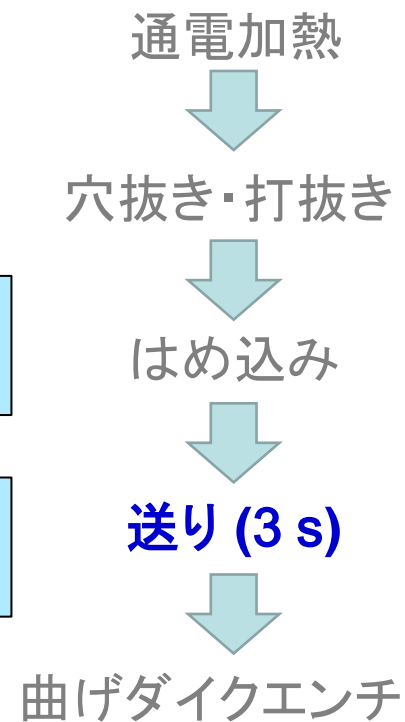 通電加熱
穴抜き・打抜き
はめ込み
送り(3 s)
曲げダイクエンチ